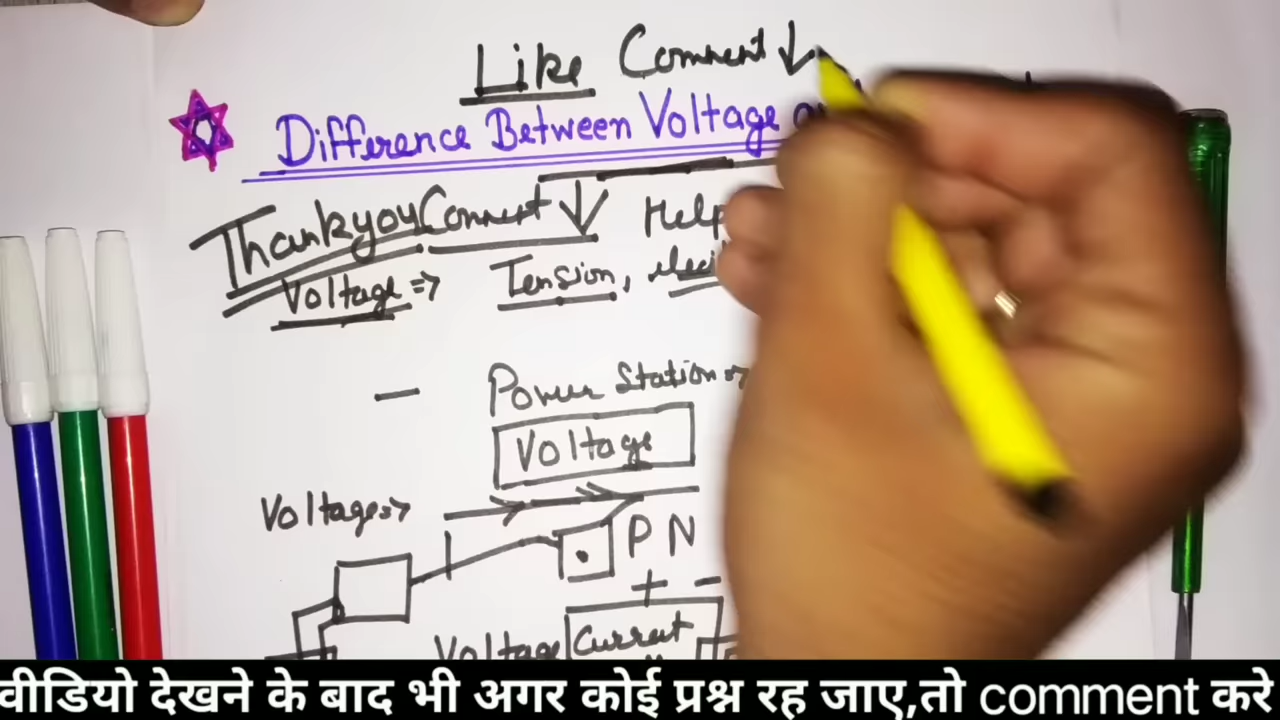 Like Comment ↓
Difference Between Voltage
Thankyou Comment ↓ Help
Voltage => Tension,
— Power Station =>
Voltage
Voltage =>
P N
+ −
Voltage Current
वीडियो देखने के बाद भी अगर कोई प्रश्न रह जाए,तो comment करे